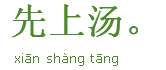 先上汤。
xiān shàng tāng